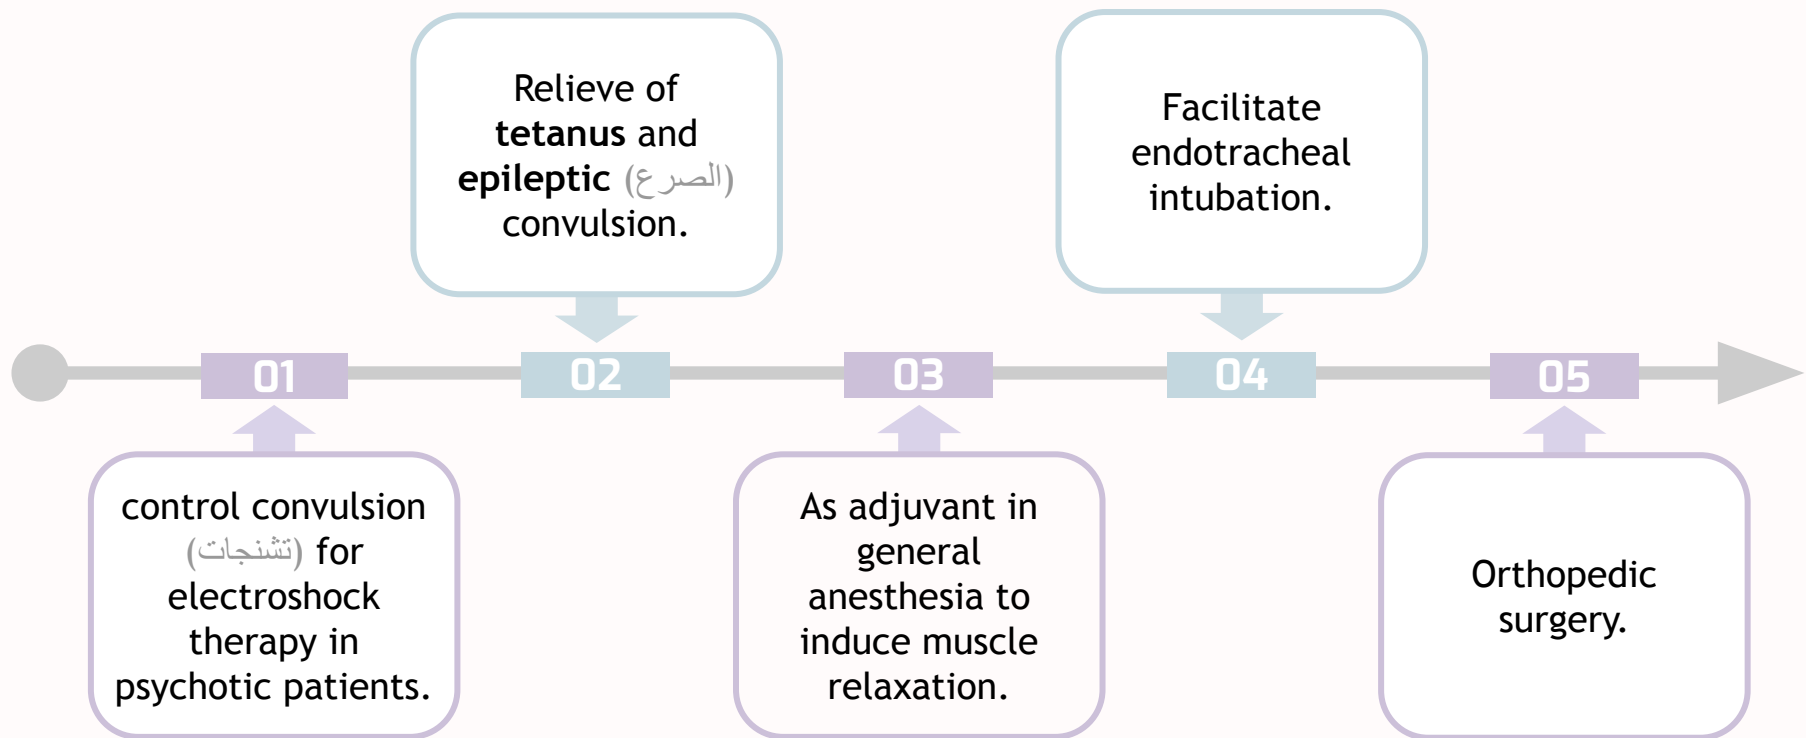 Relieve of
tetanus and
epileptic (الصرع)
convulsion.
Facilitate
endotracheal
intubation.
01
02
03
04
05
control convulsion
(تشنجات) for
electroshock
therapy in
psychotic patients.
As adjuvant in
general
anesthesia to
induce muscle
relaxation.
Orthopedic
surgery.